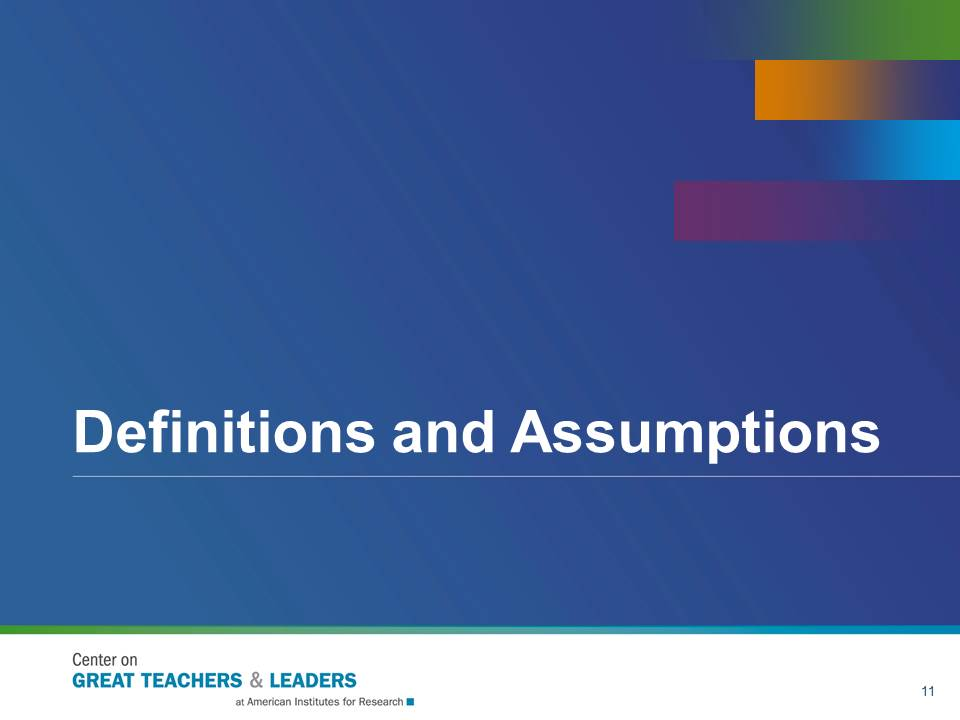 Definitions and Assumptions
Center on
GREAT TEACHERS & LEADERS
at American Institutes for Research
11